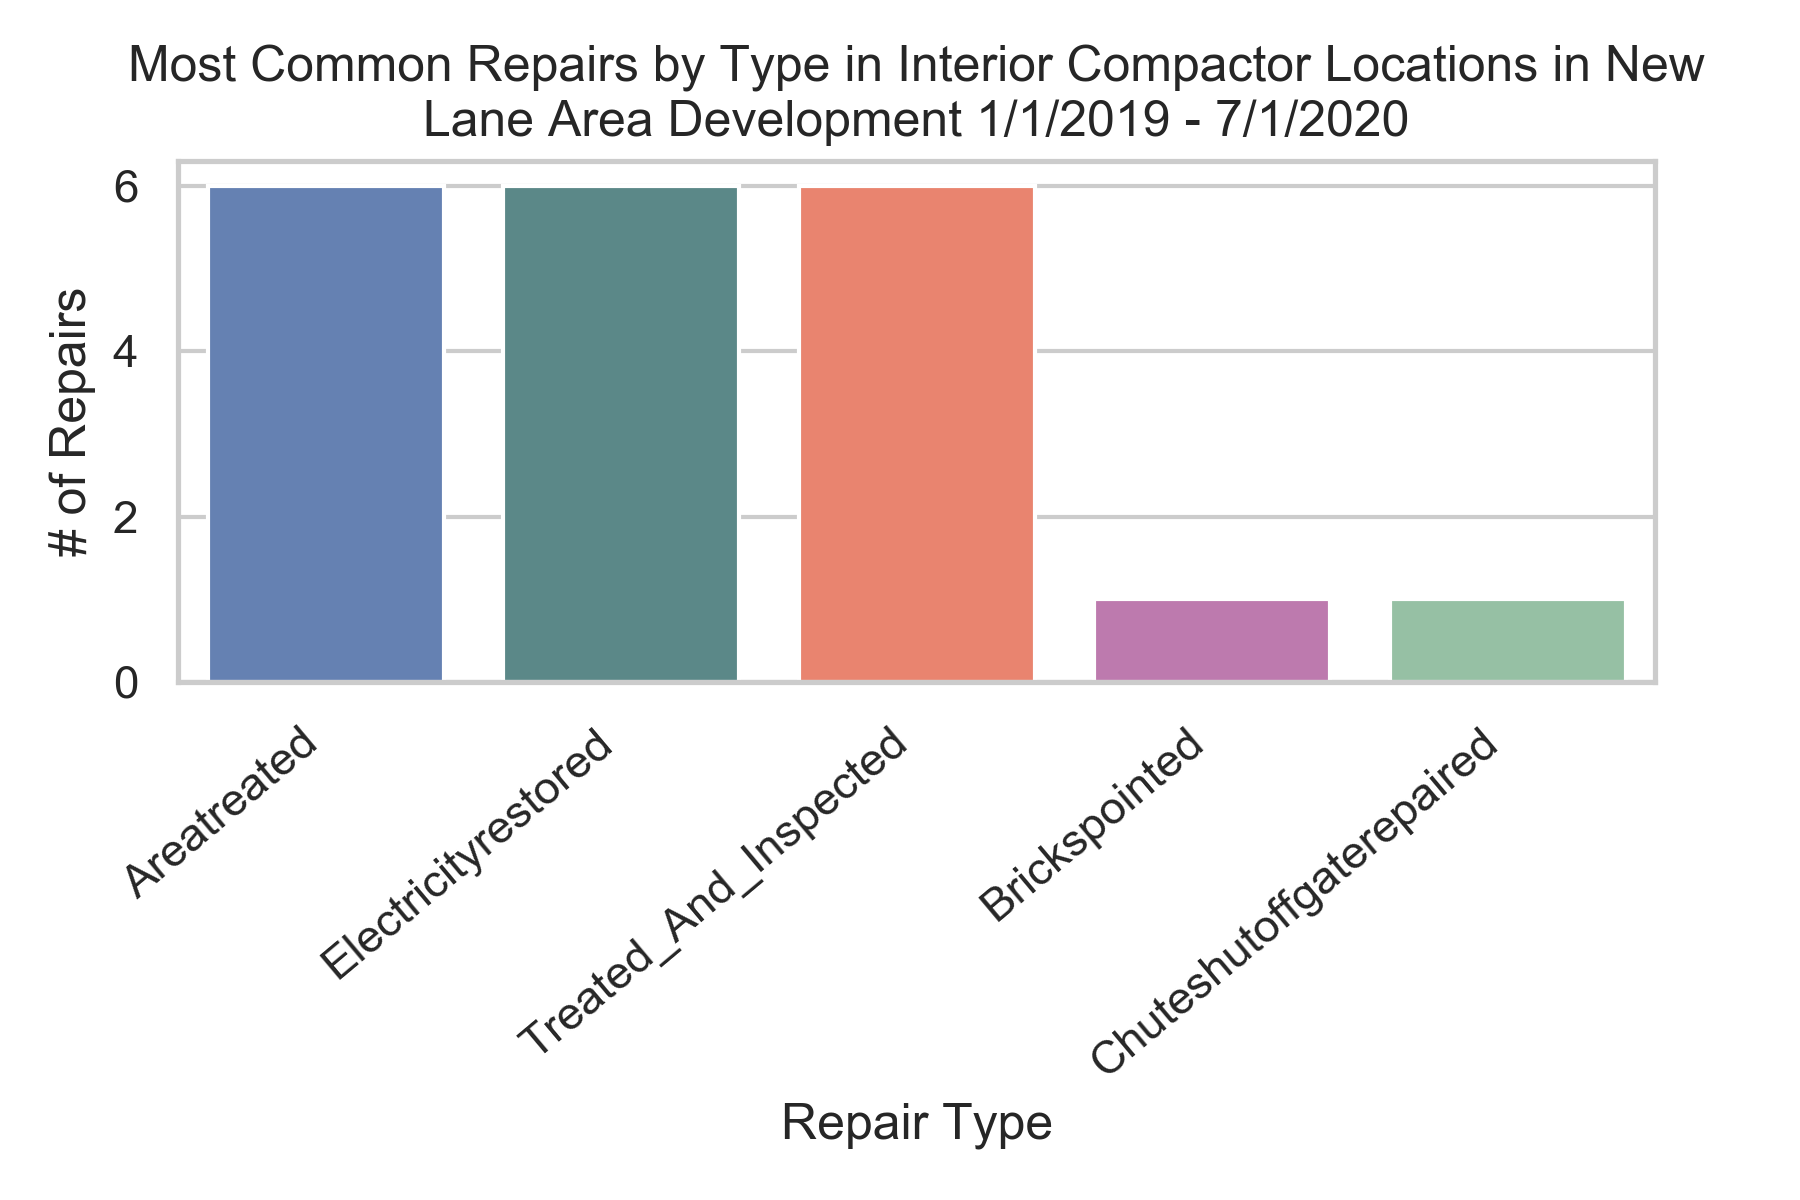 Most Common Repairs by Type in Interior Compactor Locations in New
Lane Area Development 1/1/2019 - 7/1/2020
# of Repairs
6
4
2
0
Areatreated
Electricityrestored
Treated_And_Inspected
Brickspointed
Chuteshutoffgaterepaired
Repair Type